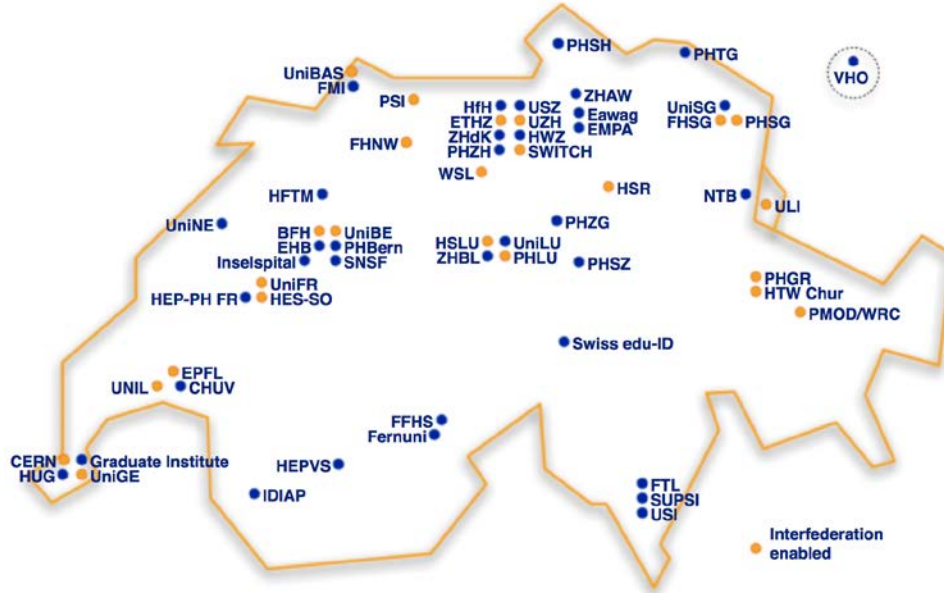 PHSH
PHTG
VHO
UniBAS
FMI
PSI
ZHAW
HfH USZ
Eawag
UniSG
ETHZ UZH
EMPA
FHSG PHSG
ZHdK HWZ
FHNW
PHZH SWITCH
WSL
HSR
HFTM
NTB
ULI
UniNE
PHZG
BFH UniBE
EHB PHBern
HSLU UniLU
Inselspital SNSF
ZHBL PHLU
PHSZ
UniFR
PHGR
HEP-PH FR HES-SO
HTW Chur
PMOD/WRC
Swiss edu-ID
EPFL
UNIL CHUV
FFHS
Fernuni
CERN Graduate Institute
HEPVS
HUG UniGE
IDIAP
FTL
SUPSI
USI
Interfederation
enabled